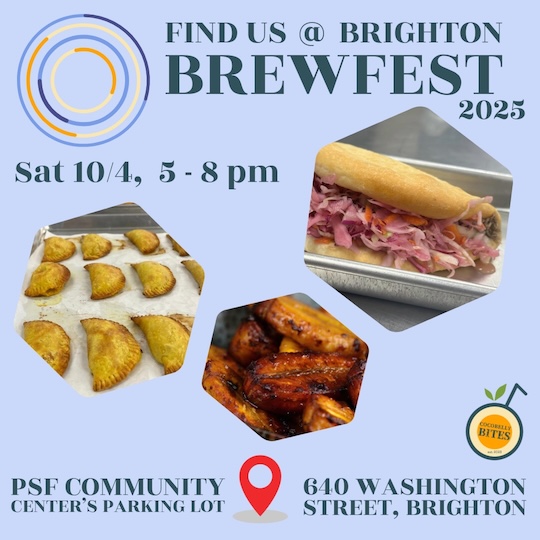 FIND US @ BRIGHTON
BREWFEST
2025
Sat 10/4, 5 - 8 pm
COCOBELLE
BITES
PSF COMMUNITY
CENTER'S PARKING LOT
640 WASHINGTON
STREET, BRIGHTON